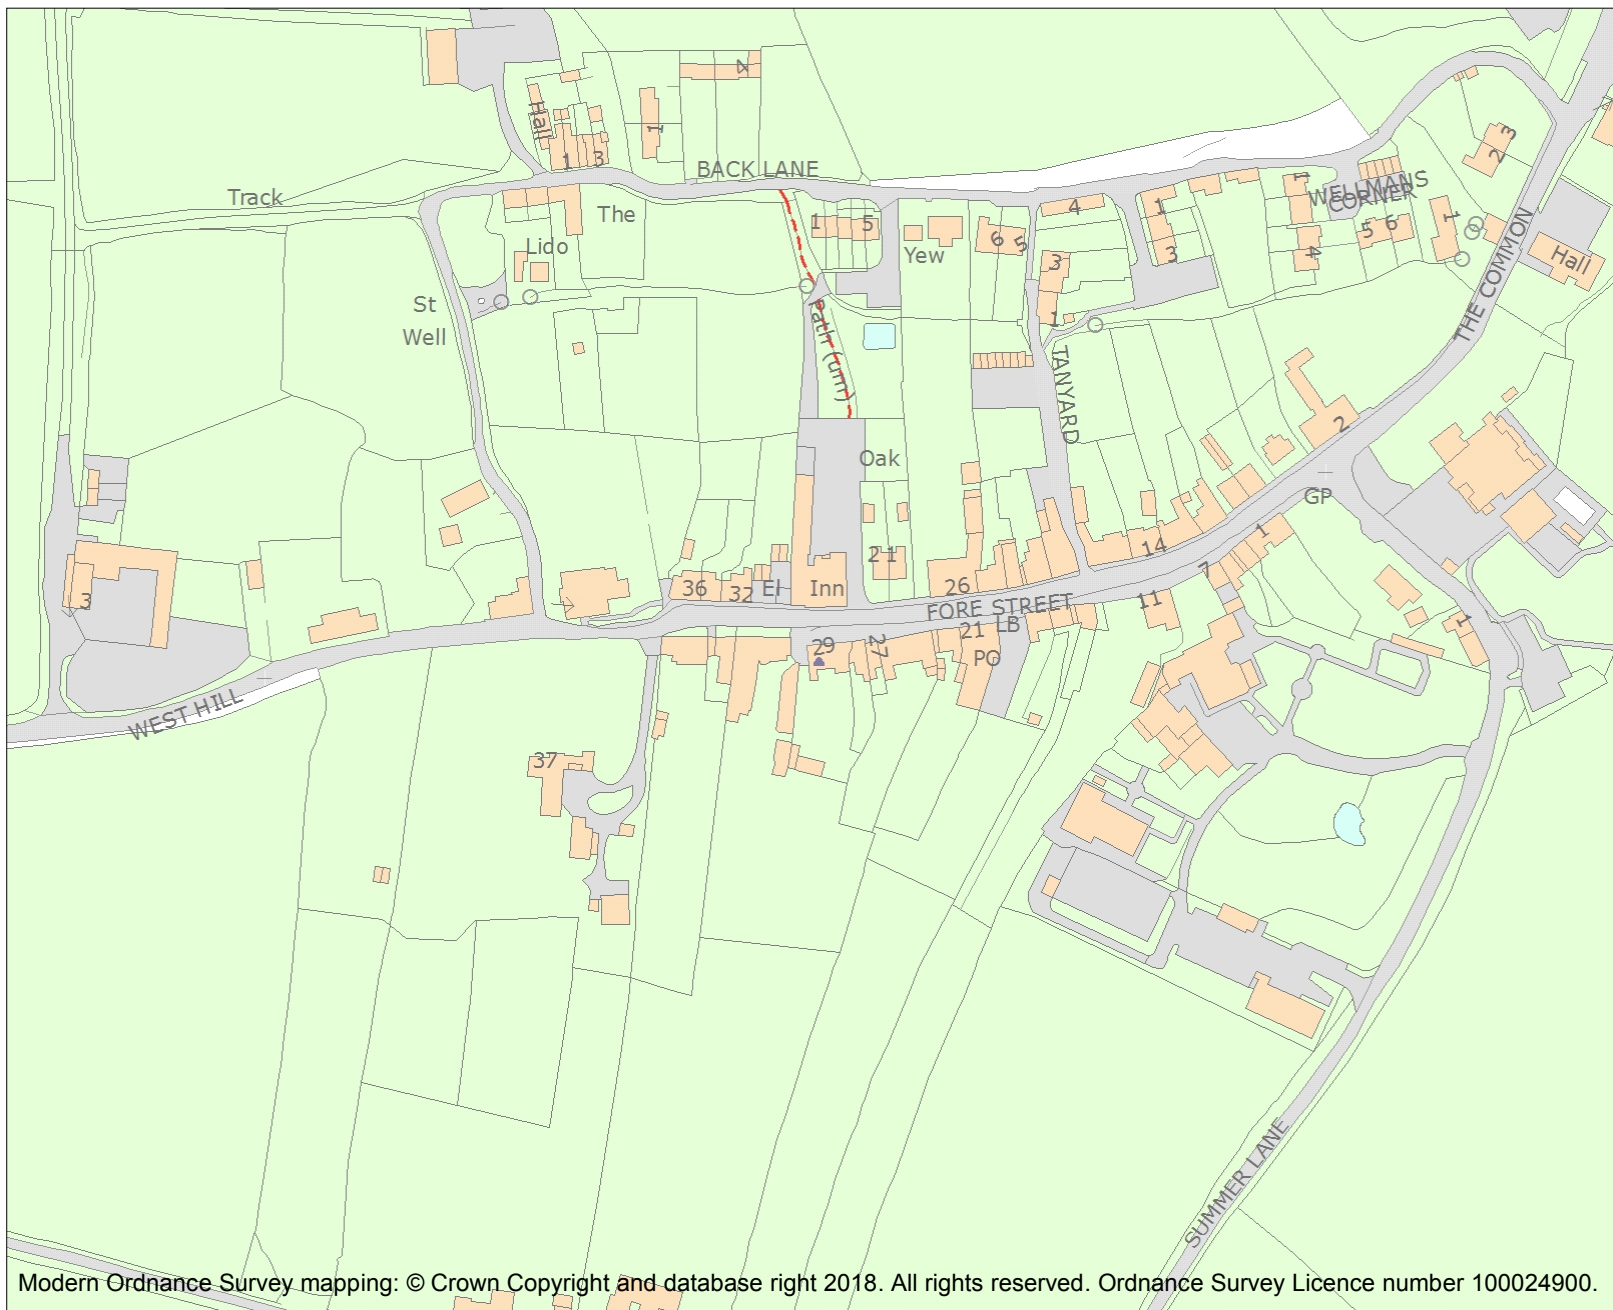 4
Hall
1
3
1
BACK LANE
Track
The
Lido
St
Well
1
5
Yew
6
5
4
3
1
1
3
1
WELLMANS
CORNER
4
5
6
1
3
2
Hall
THE COMMON
Path (um)
TANYARD
Oak
2
1
2
GP
14
1
7
11
26
FORE STREET
21
LB
PO
36
32
El
Inn
29
27
3
WEST HILL
37
1
SUMMER LANE
Modern Ordnance Survey mapping: © Crown Copyright and database right 2018. All rights reserved. Ordnance Survey Licence number 100024900.